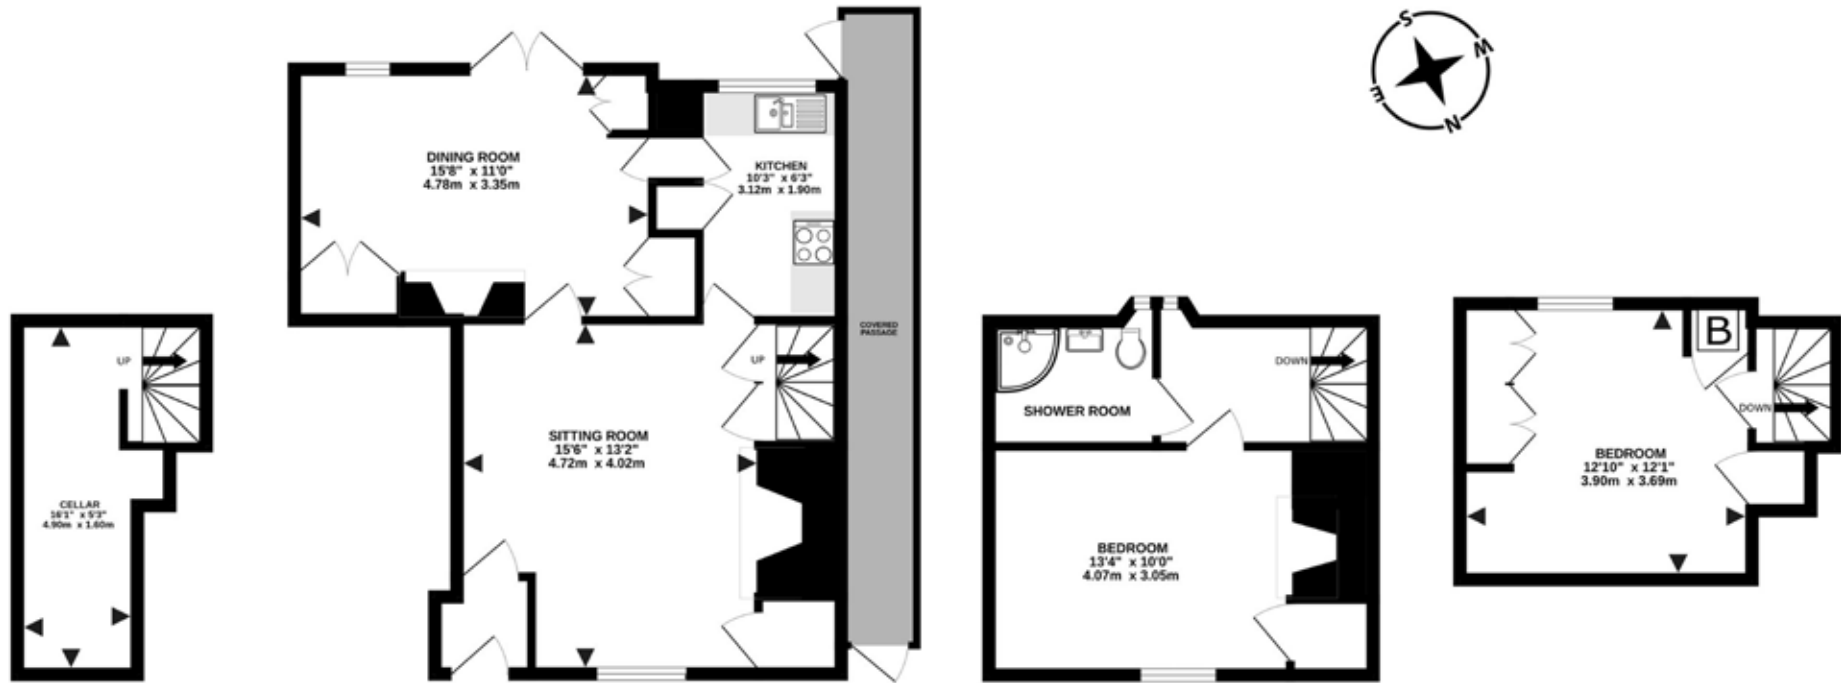 S
W
E
N
DINING ROOM
15'8" x 11'0"
4.78m x 3.35m
KITCHEN
10'3" x 6'3"
3.12m x 1.90m
COVERED
PASSAGE
UP
CELLAR
16'1" x 5'3"
4.90m x 1.60m
UP
SITTING ROOM
15'6" x 13'2"
4.72m x 4.02m
DOWN
SHOWER ROOM
BEDROOM
13'4" x 10'0"
4.07m x 3.05m
B
DOWN
BEDROOM
12'10" x 12'1"
3.90m x 3.69m